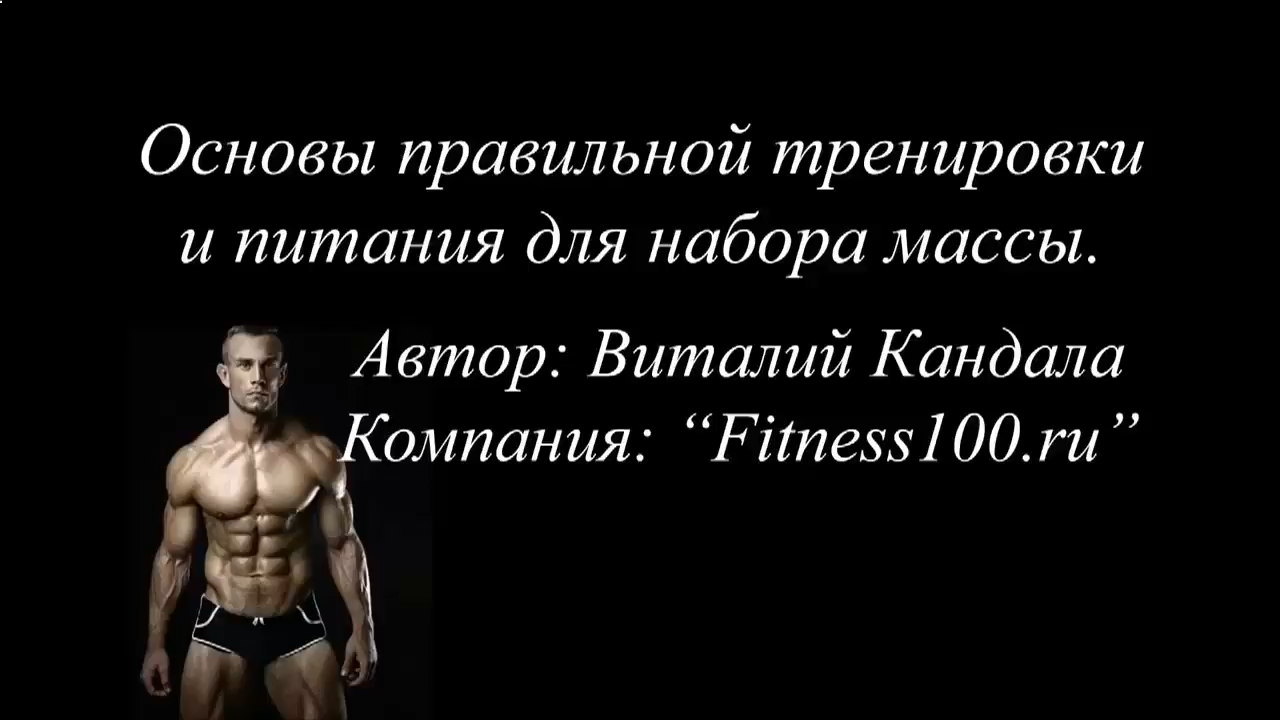 Основы правильной тренировки
и питания для набора массы.
Автор: Виталий Кандала
Компания: “Fitness100.ru”